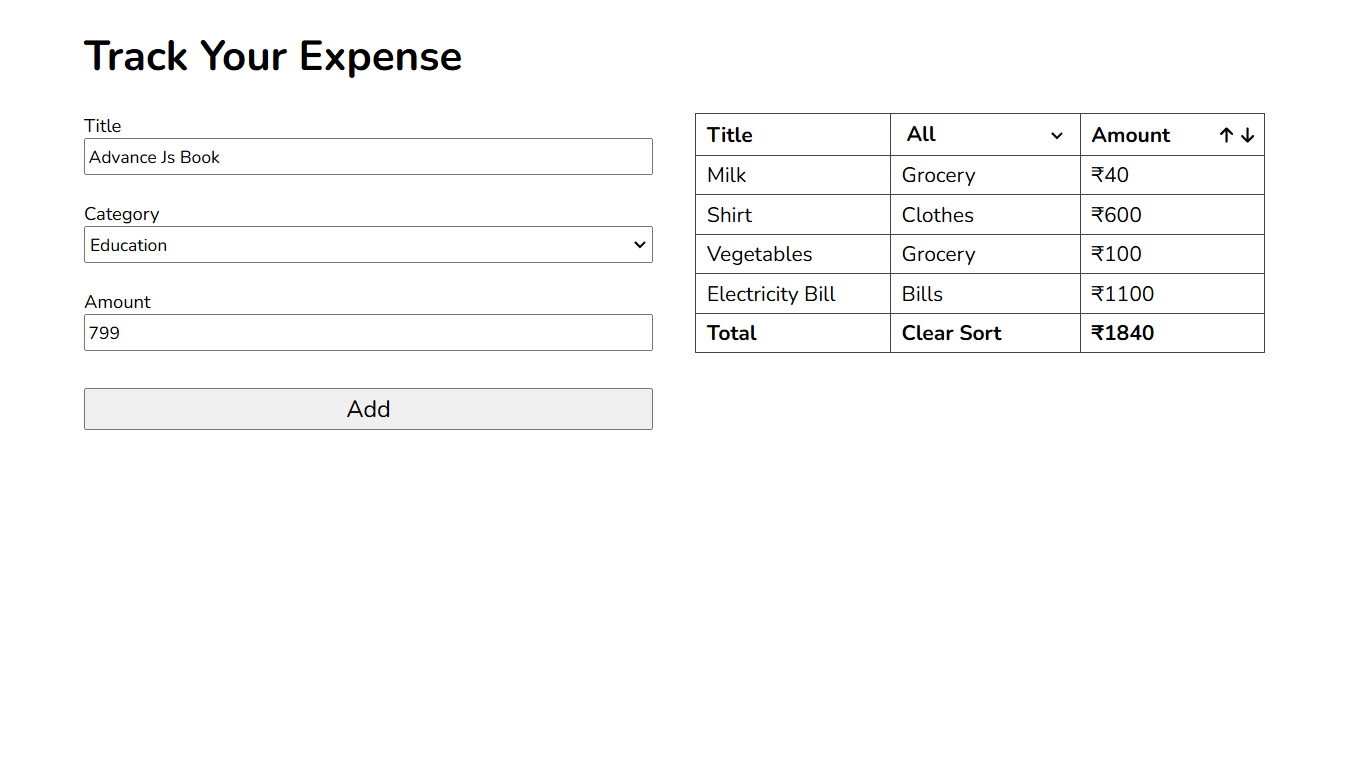 Track Your Expense
Title
Advance Js Book
Category
Education
Amount
799
Add
Title All Amount
Milk Grocery ₹40
Shirt Clothes ₹600
Vegetables Grocery ₹100
Electricity Bill Bills ₹1100
Total Clear Sort ₹1840